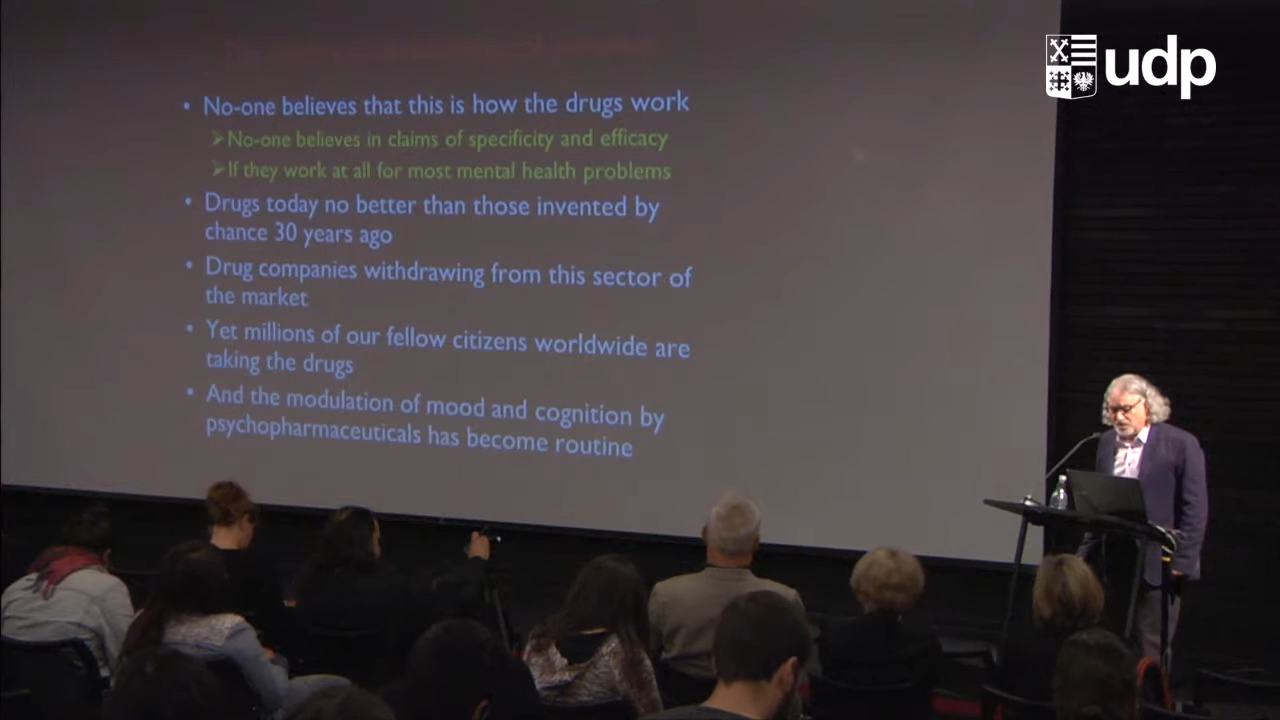 udp
• No-one believes that this is how the drugs work
➢No-one believes in claims of specificity and efficacy
➢If they work at all for most mental health problems
• Drugs today no better than those invented by
chance 30 years ago
• Drug companies withdrawing from this sector of
the market
• Yet millions of our fellow citizens worldwide are
taking the drugs
• And the modulation of mood and cognition by
psychopharmaceuticals has become routine